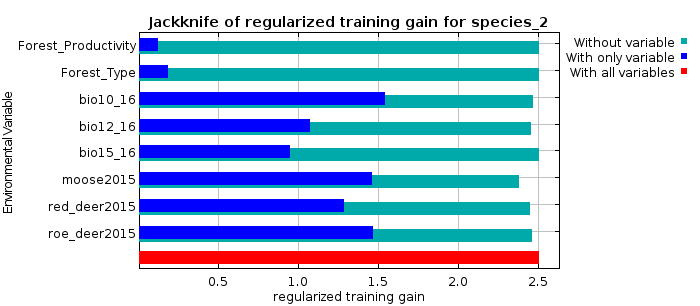 Jackknife of regularized training gain for species_2
Environmental Variable
Forest_Productivity
Forest_Type
bio10_16
bio12_16
bio15_16
moose2015
red_deer2015
roe_deer2015
Without variable
With only variable
With all variables
0.5 1.0 1.5 2.0 2.5
regularized training gain